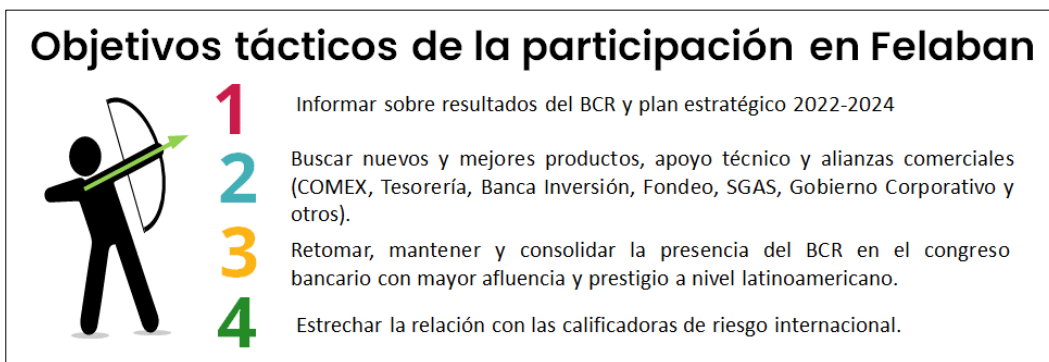 Objetivos tácticos de la participación en Felaban
1 Informar sobre resultados del BCR y plan estratégico 2022-2024
2 Buscar nuevos y mejores productos, apoyo técnico y alianzas comerciales
(COMEX, Tesorería, Banca Inversión, Fondeo, SGAS, Gobierno Corporativo y
otros).
3 Retomar, mantener y consolidar la presencia del BCR en el congreso
bancario con mayor afluencia y prestigio a nivel latinoamericano.
4 Estrechar la relación con las calificadoras de riesgo internacional.